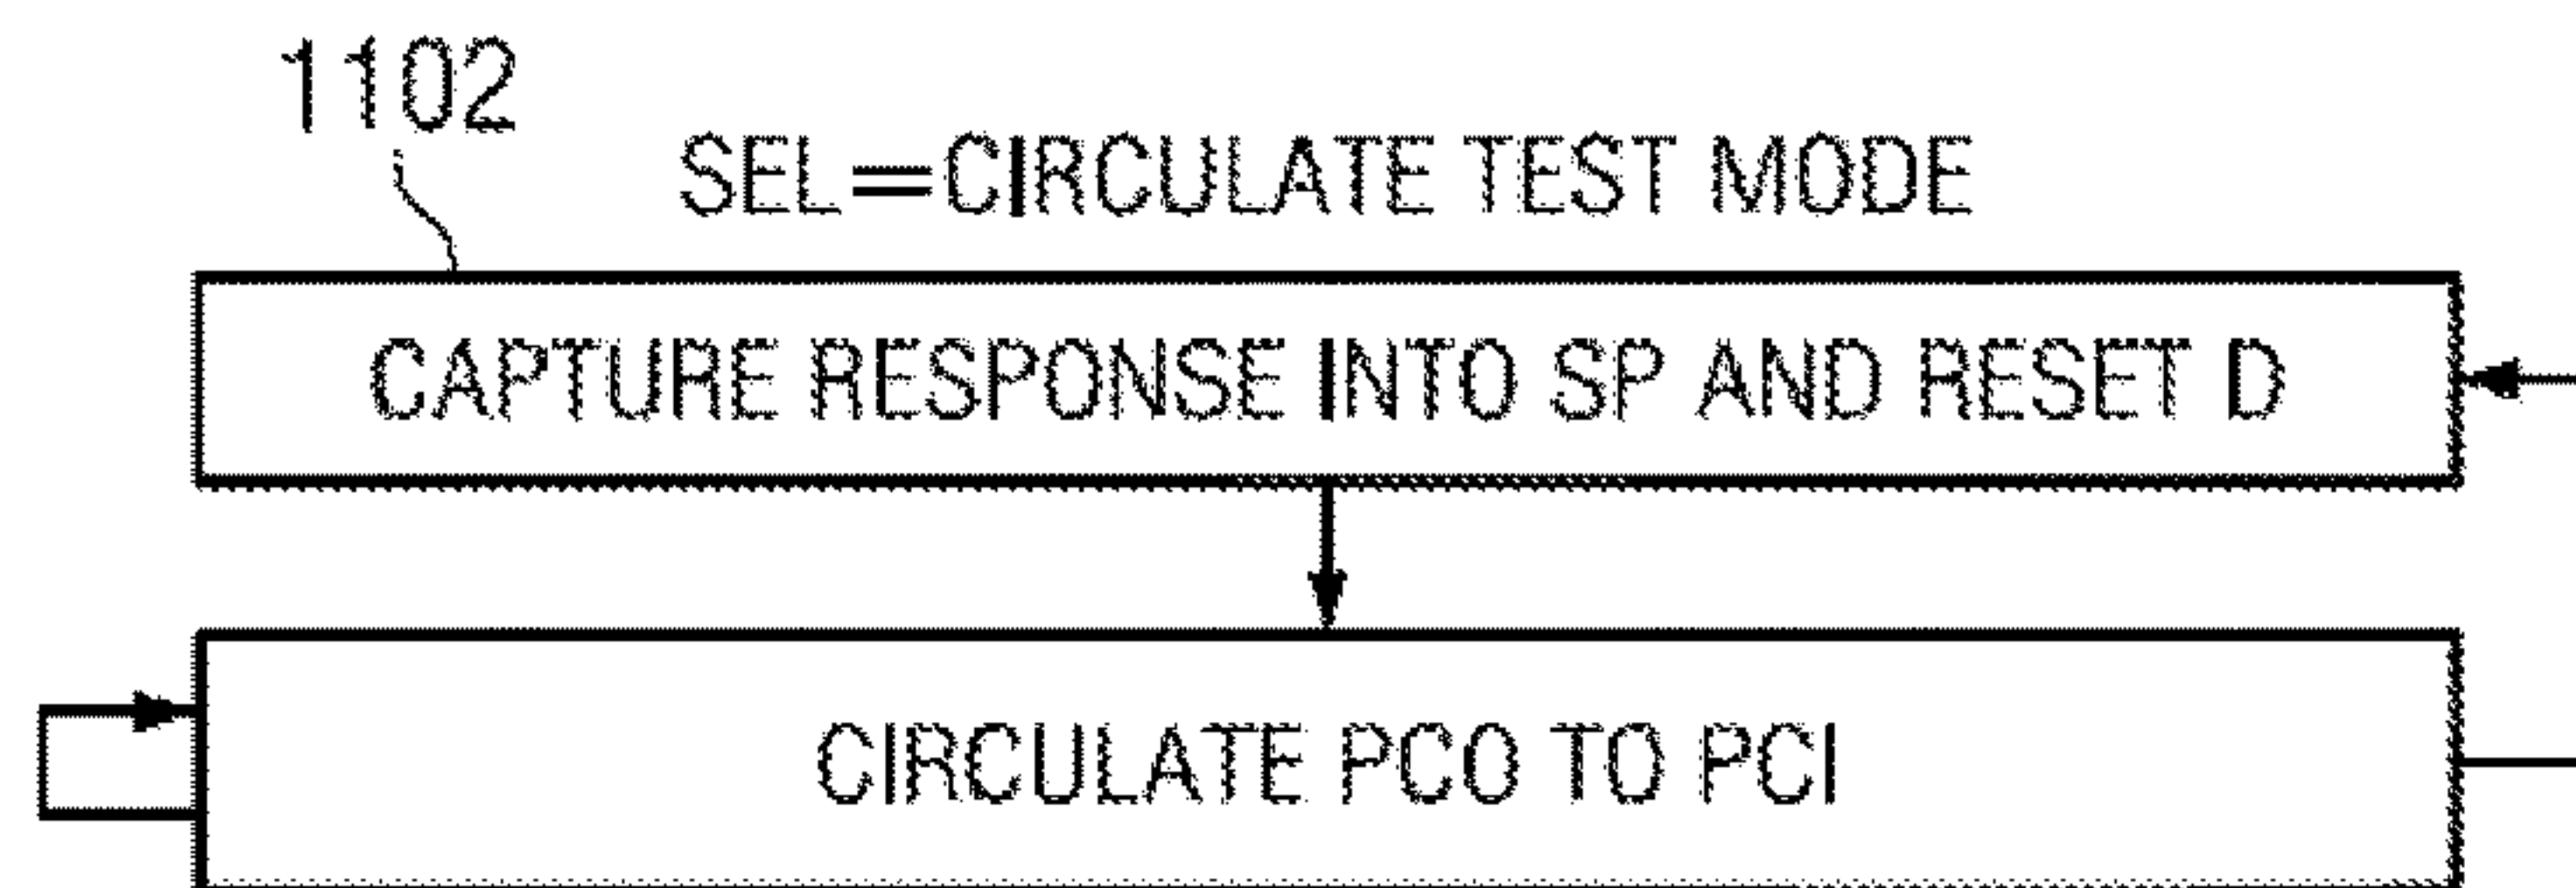 1102
SEL=CIRCULATE TEST MODE
CAPTURE RESPONSE INTO SP AND RESET D
CIRCULATE PCO TO PCI